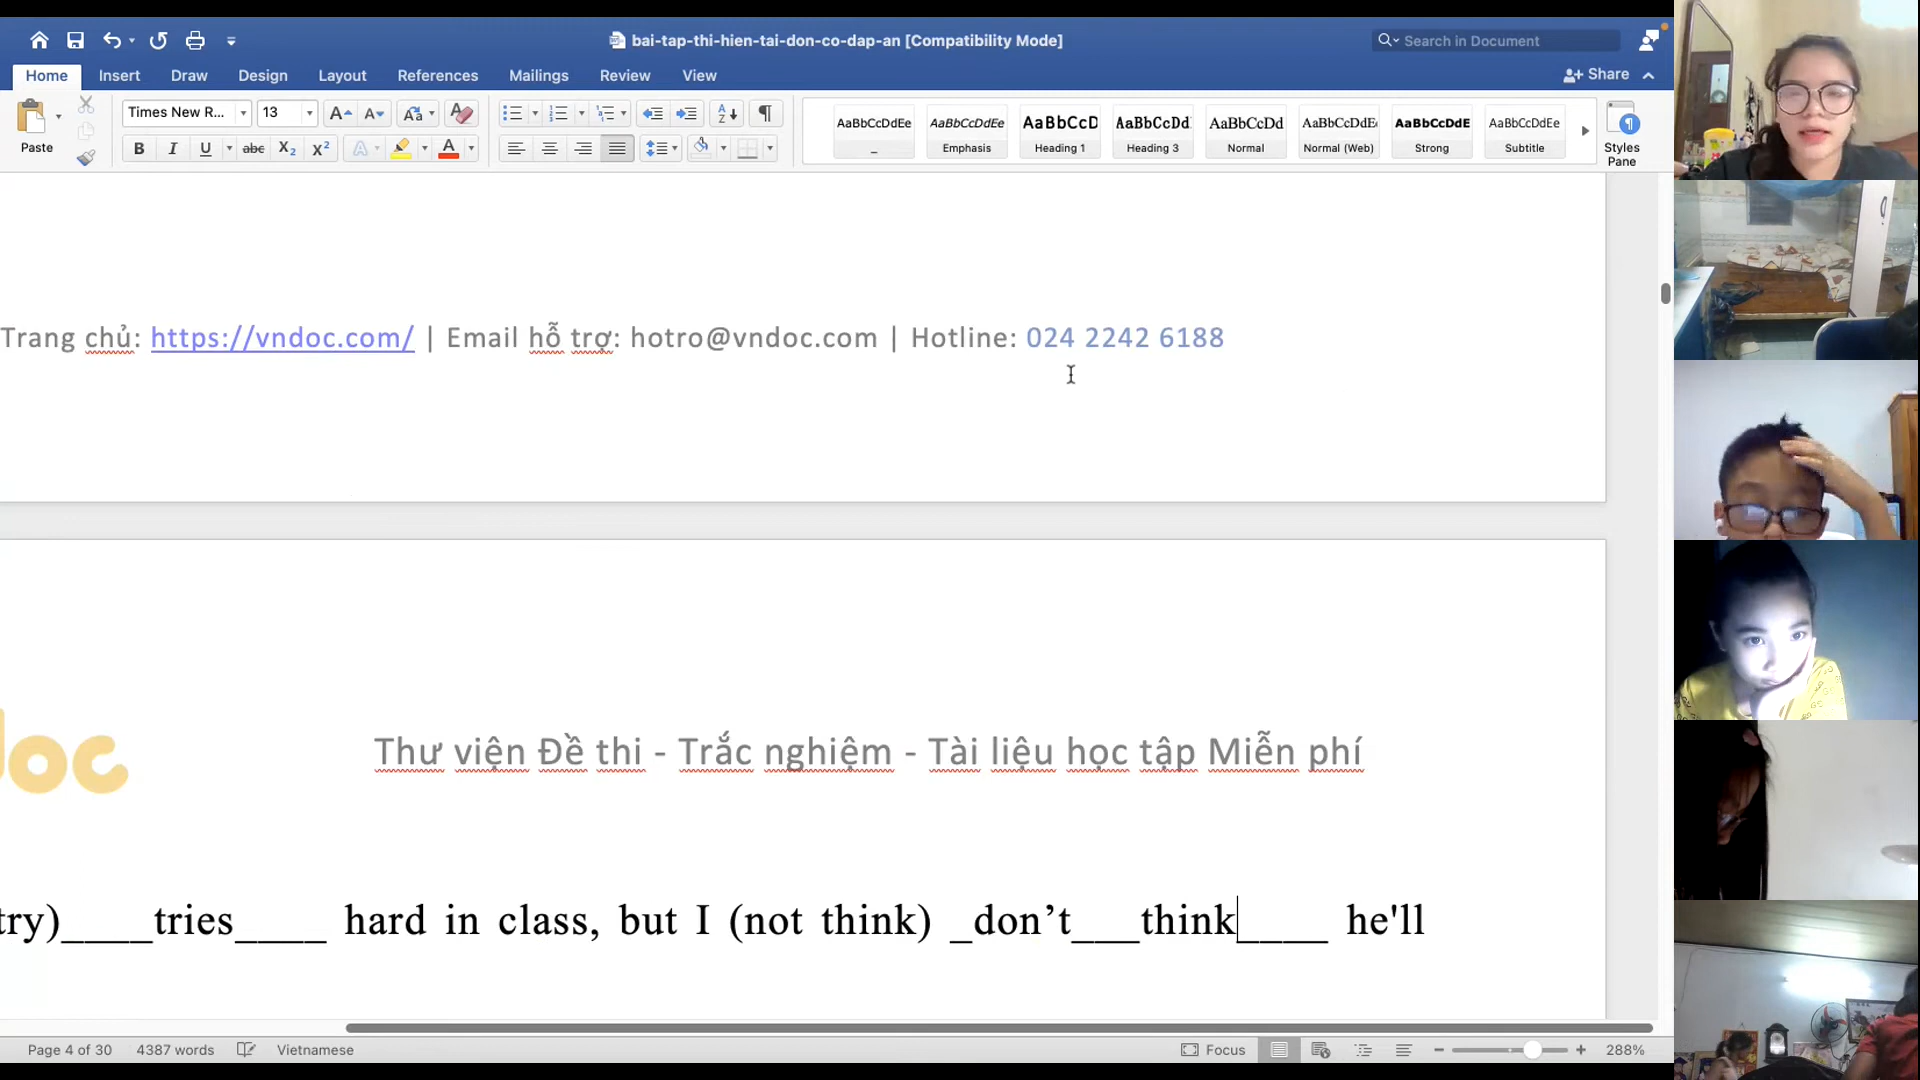 bai-tap-thi-hien-tai-don-co-dap-an [Compatibility Mode]
Search in Document
Home Insert Draw Design Layout References Mailings Review View
Share
Paste
Times New R... 13
AaBbCcDdEe AaBbCcDdEe AaBbCcD AaBbCcDd AaBbCcDd AaBbCcDdE AaBbCcDdE AaBbCcDdEe
Emphasis Heading 1 Heading 3 Normal Normal (Web) Strong Subtitle
Styles Pane
Trang chủ: https://vndoc.com/ | Email hỗ trợ: hotro@vndoc.com | Hotline: 024 2242 6188
doc
Thư viện Đề thi - Trắc nghiệm - Tài liệu học tập Miễn phí
try)____tries____ hard in class, but I (not think) _don’t___think____ he'll
Page 4 of 30 4387 words Vietnamese
Focus
288%